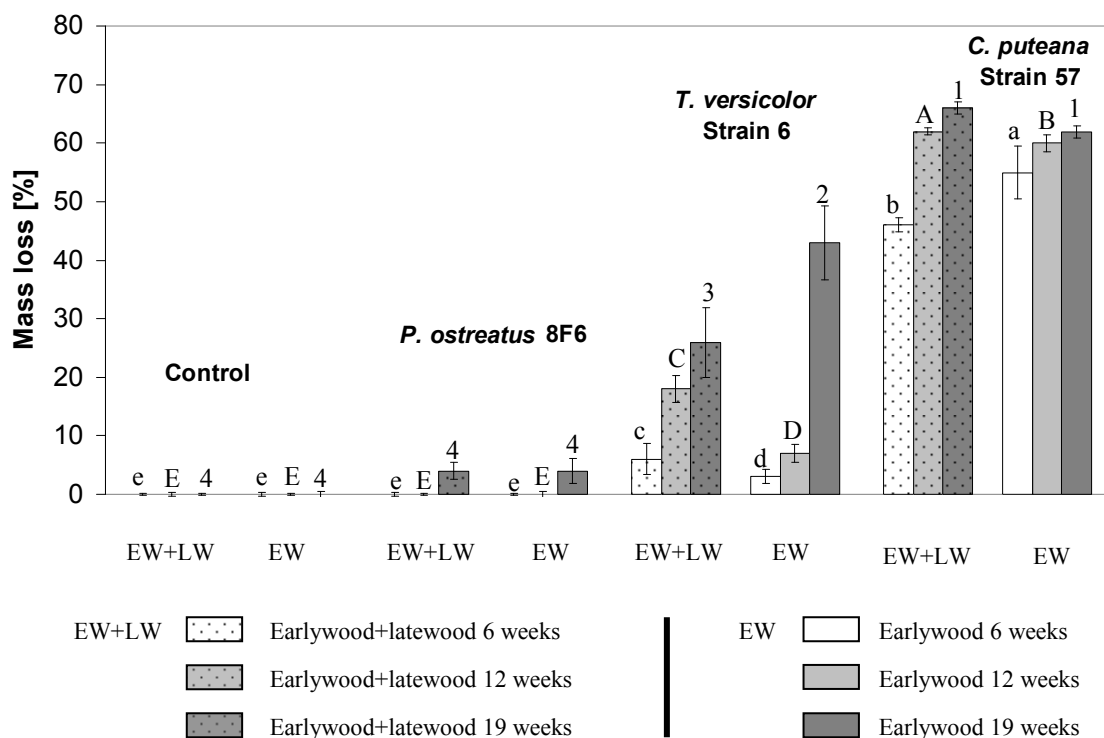 Mass loss [%]
80
70
60
50
40
30
20
10
0
Control
P. ostreatus 8F6
T. versicolor
Strain 6
C. puteana
Strain 57
e E 4
e E 4
e E 4
e E 4
c C 3
d D 2
b A 1
a B 1
EW+LW EW EW+LW EW EW+LW EW EW+LW EW
EW+LW Earlywood+latewood 6 weeks
Earlywood+latewood 12 weeks
Earlywood+latewood 19 weeks
EW Earlywood 6 weeks
Earlywood 12 weeks
Earlywood 19 weeks